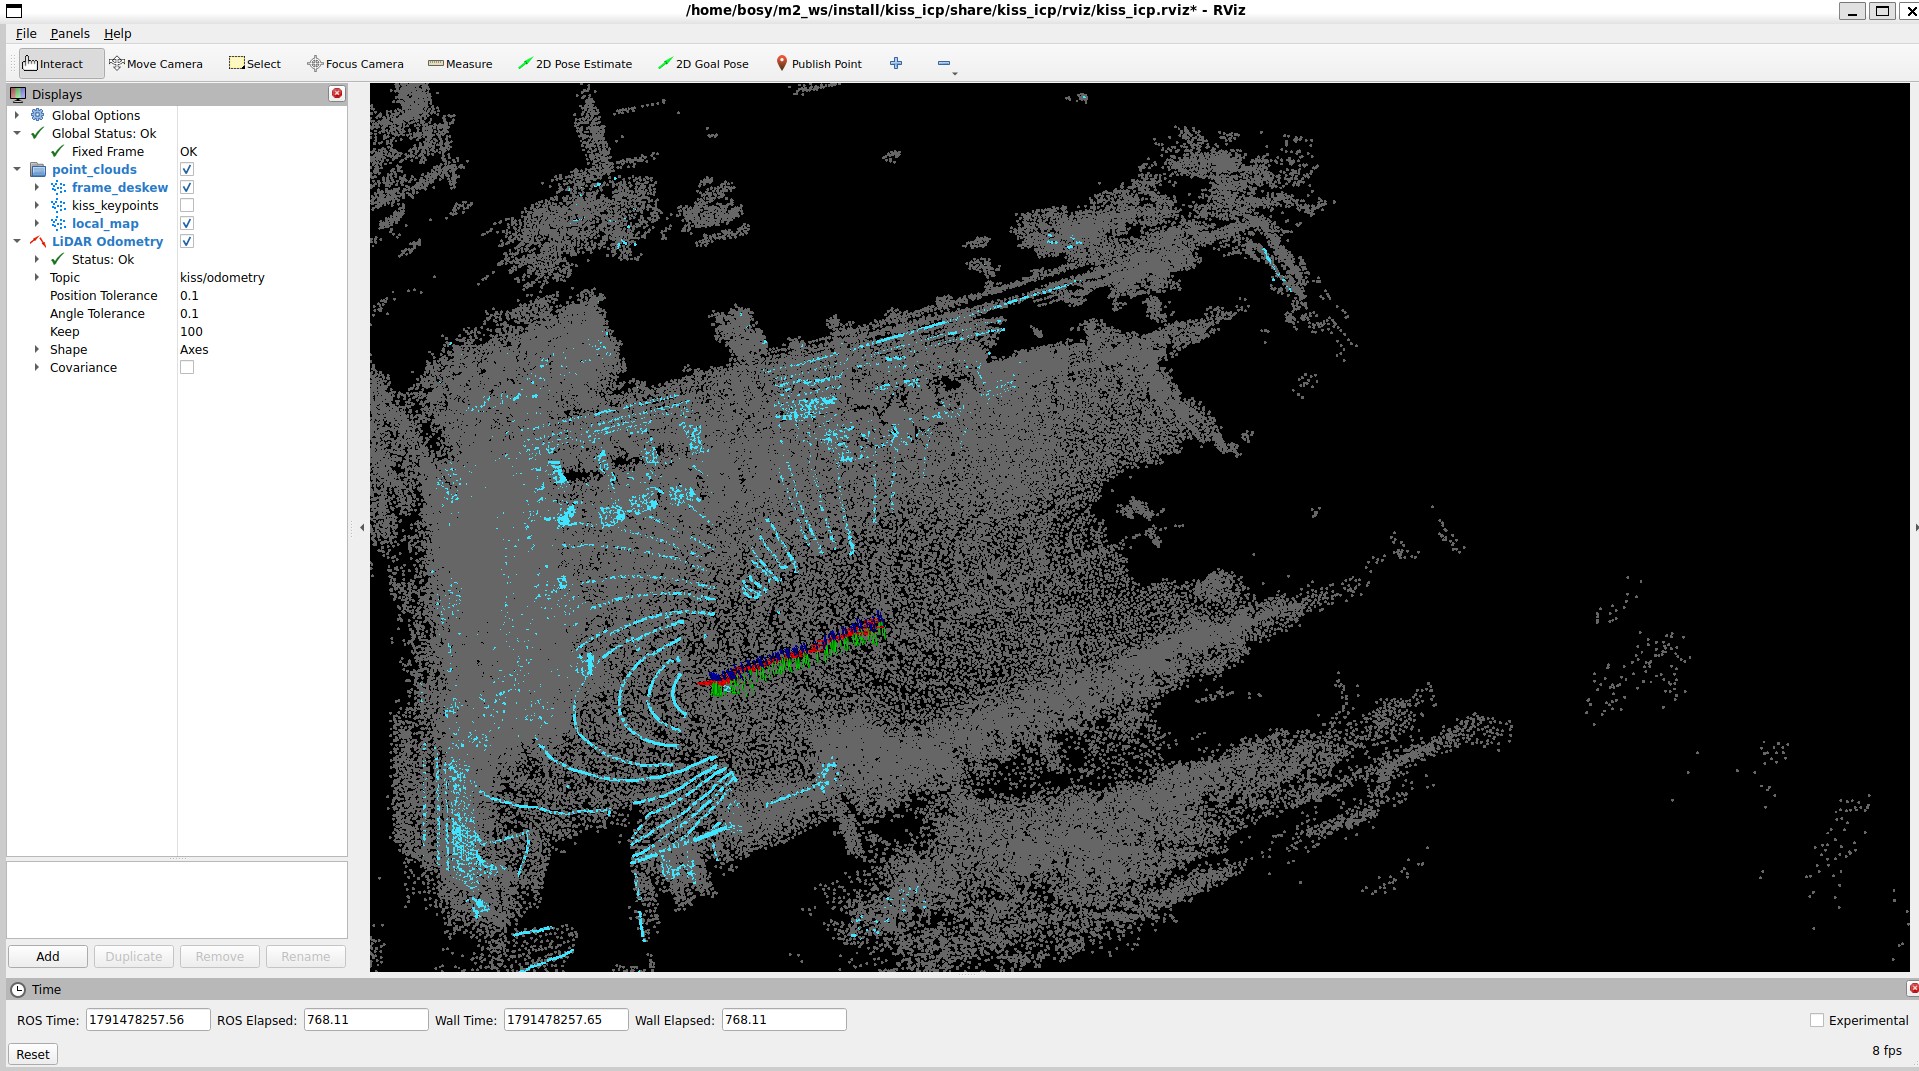 /home/bosy/m2_ws/install/kiss_icp/share/kiss_icp/rviz/kiss_icp.rviz* - RViz
File Panels Help
Interact Move Camera Select Focus Camera Measure 2D Pose Estimate 2D Goal Pose Publish Point
Displays
Global Options
Global Status: Ok
Fixed Frame OK
point_clouds
frame_deskew
kiss_keypoints
local_map
LiDAR Odometry
Status: Ok
Topic kiss/odometry
Position Tolerance 0.1
Angle Tolerance 0.1
Keep 100
Shape Axes
Covariance
Add Duplicate Remove Rename
Time
ROS Time: 1791478257.56 ROS Elapsed: 768.11 Wall Time: 1791478257.65 Wall Elapsed: 768.11 Experimental
Reset 8 fps